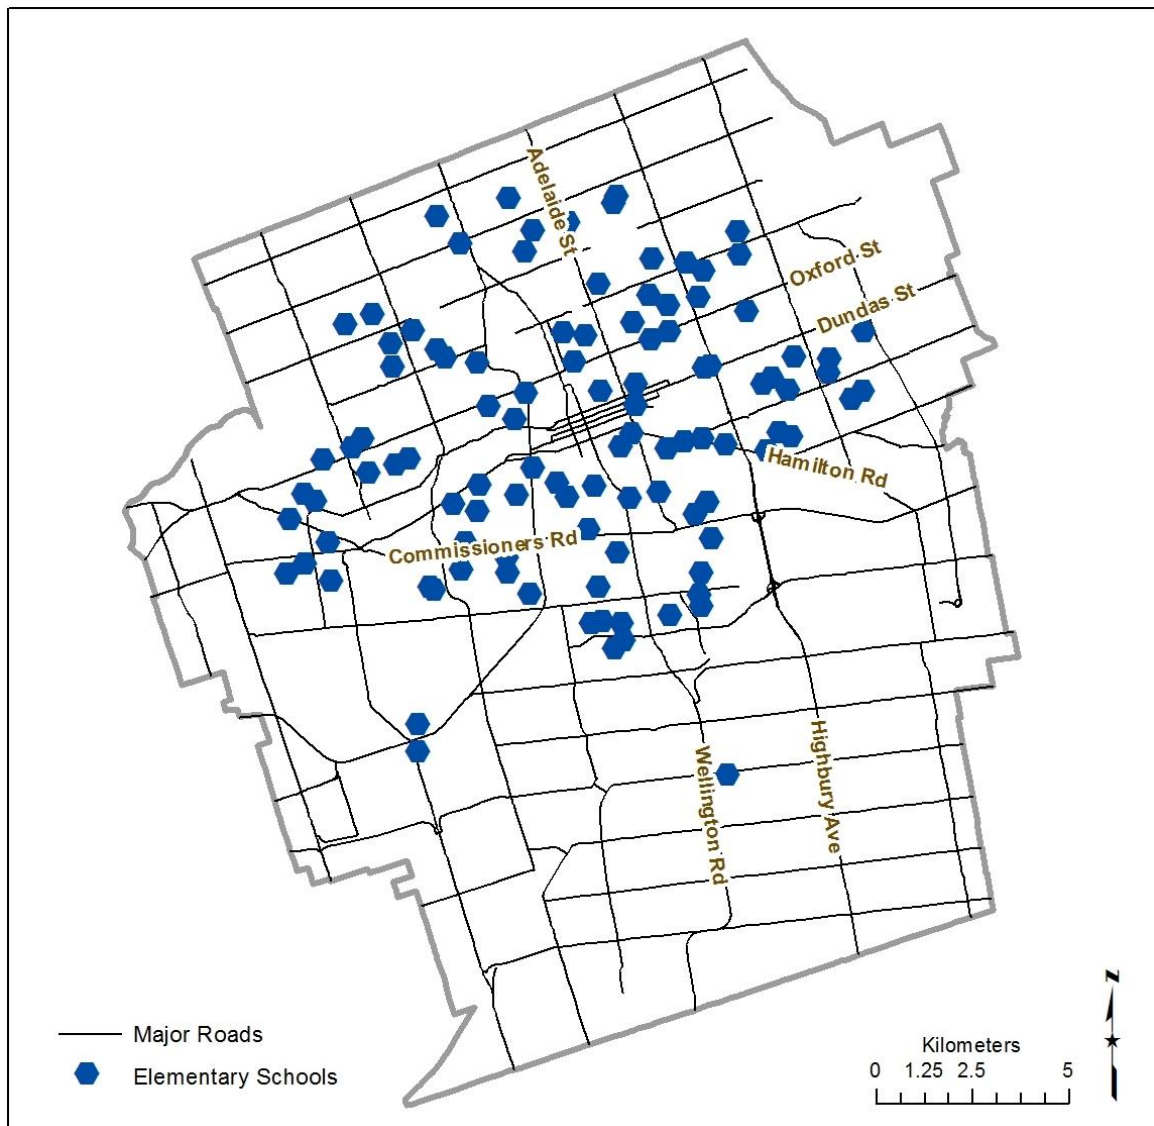 Adelaide St
Oxford St
Dundas St
Hamilton Rd
Commissioners Rd
Wellington Rd
Highbury Ave
Major Roads
Elementary Schools
N
Kilometers
0 1.25 2.5 5